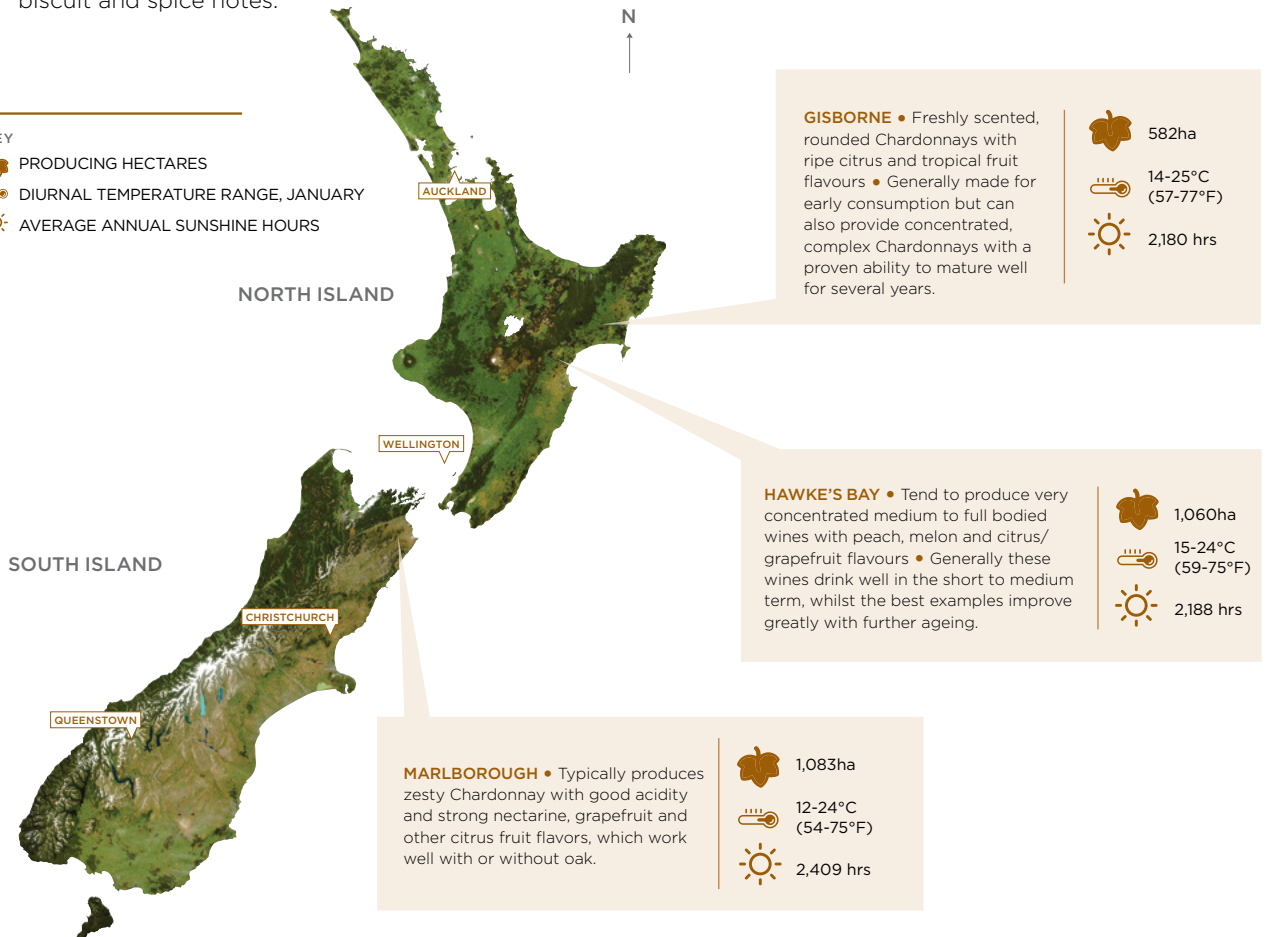 biscuit and spice notes.
N
EY
PRODUCING HECTARES
DIURNAL TEMPERATURE RANGE, JANUARY
AVERAGE ANNUAL SUNSHINE HOURS
AUCKLAND
NORTH ISLAND
GISBORNE • Freshly scented,
rounded Chardonnays with
ripe citrus and tropical fruit
flavours • Generally made for
early consumption but can
also provide concentrated,
complex Chardonnays with a
proven ability to mature well
for several years.
582ha
14-25°C
(57-77°F)
2,180 hrs
WELLINGTON
HAWKE'S BAY • Tend to produce very
concentrated medium to full bodied
wines with peach, melon and citrus/
grapefruit flavours • Generally these
wines drink well in the short to medium
term, whilst the best examples improve
greatly with further ageing.
1,060ha
15-24°C
(59-75°F)
2,188 hrs
SOUTH ISLAND
CHRISTCHURCH
QUEENSTOWN
MARLBOROUGH • Typically produces
zesty Chardonnay with good acidity
and strong nectarine, grapefruit and
other citrus fruit flavors, which work
well with or without oak.
1,083ha
12-24°C
(54-75°F)
2,409 hrs